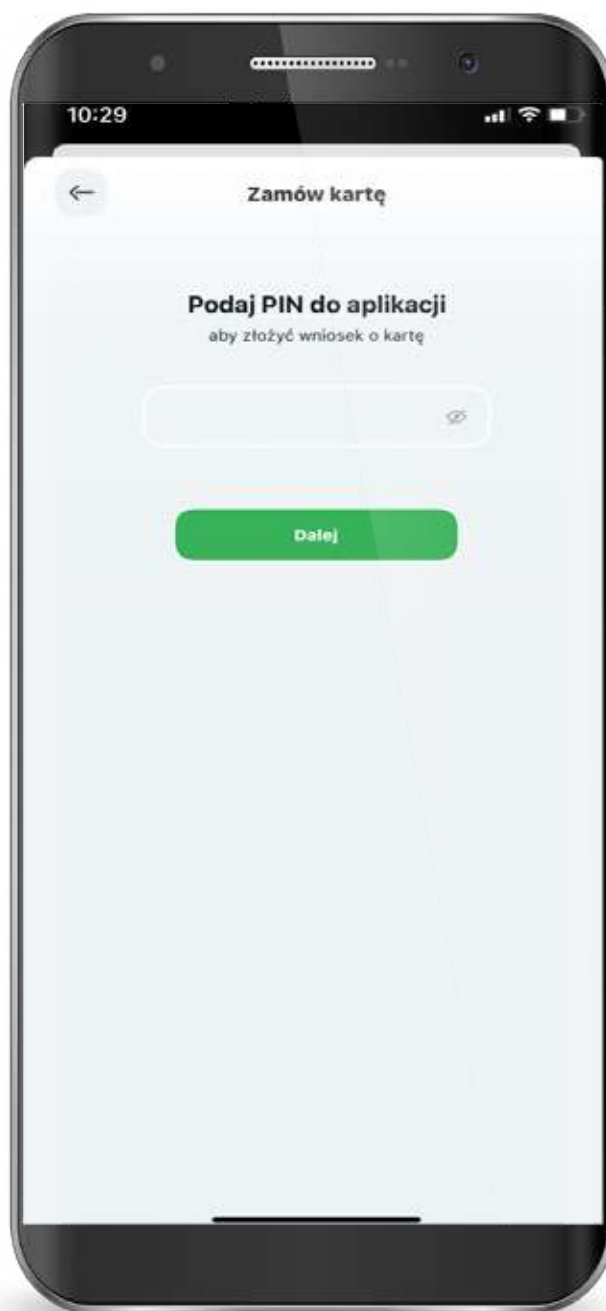 10:29
Zamów kartę
Podaj PIN do aplikacji
aby złożyć wniosek o kartę
Dalej